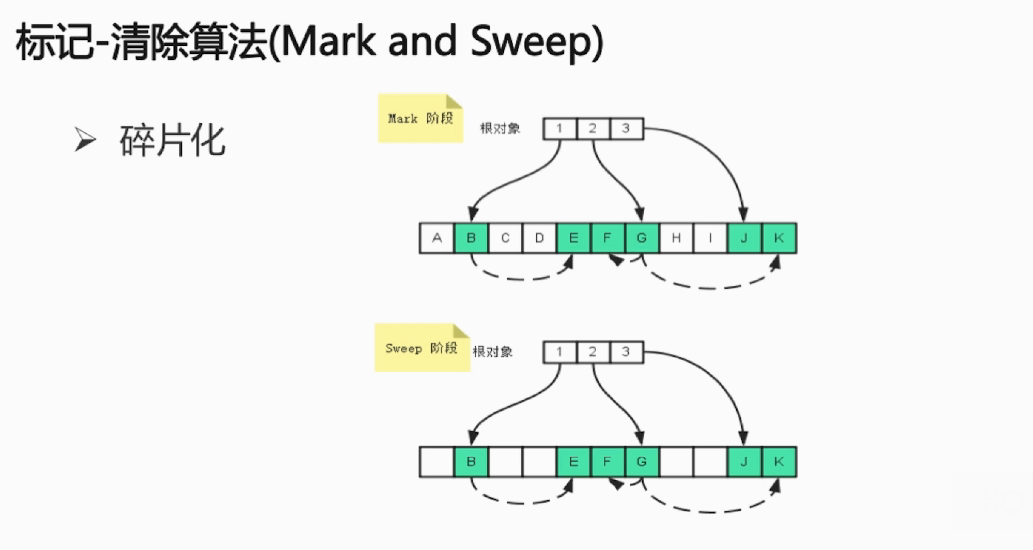 标记-清除算法(Mark and Sweep)
➢ 碎片化
Mark 阶段
根对象
1 2 3
A B C D E F G H I J K
Sweep 阶段
根对象
1 2 3
B E F G J K